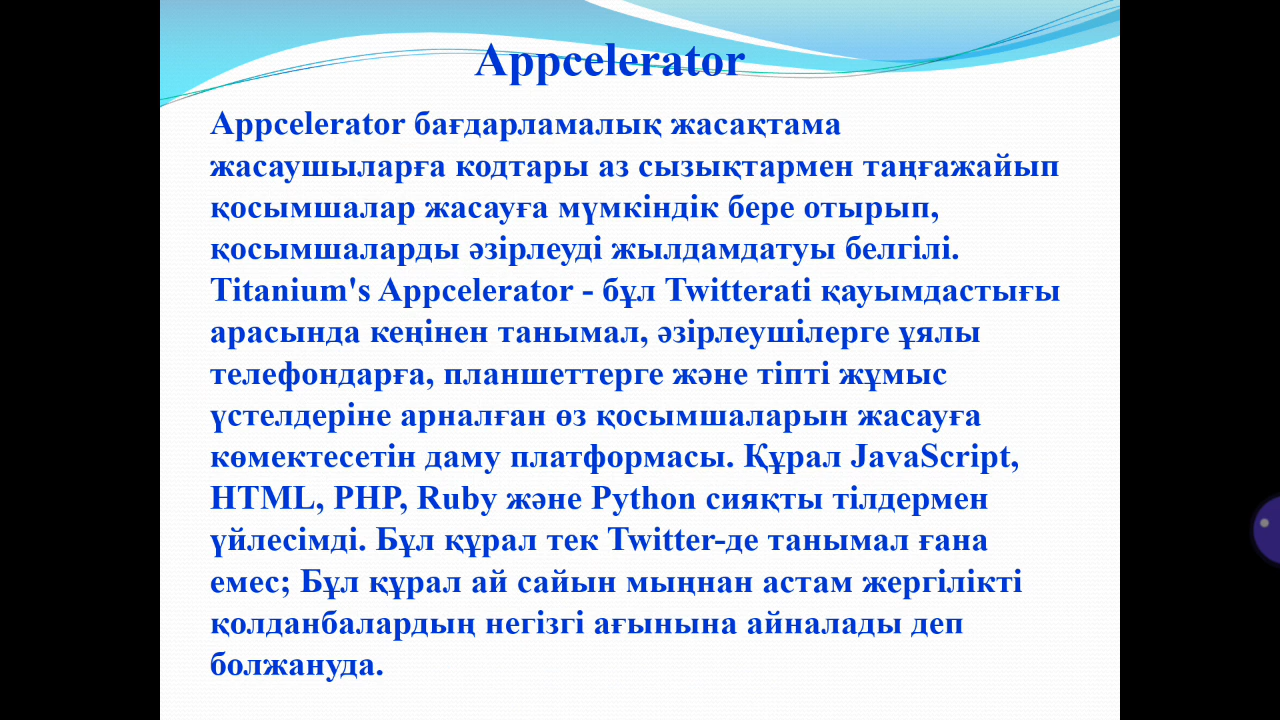 Appcelerator
Appcelerator бағдарламалық жасақтама
жасаушыларға кодтары аз сызықтармен таңғажайып
қосымшалар жасауға мүмкіндік бере отырып,
қосымшаларды әзірлеуді жылдамдатуы белгілі.
Titanium's Appcelerator - бұл Twitterati қауымдастығы
арасында кеңінен танымал, әзірлеушілерге ұялы
телефондарға, планшеттерге және тіпті жұмыс
үстелдеріне арналған өз қосымшаларын жасауға
көмектесетін даму платформасы. Құрал JavaScript,
HTML, PHP, Ruby және Python сияқты тілдермен
үйлесімді. Бұл құрал тек Twitter-де танымал ғана
емес; Бұл құрал ай сайын мыңнан астам жергілікті
қолданбалардың негізгі ағынына айналады деп
болжануда.